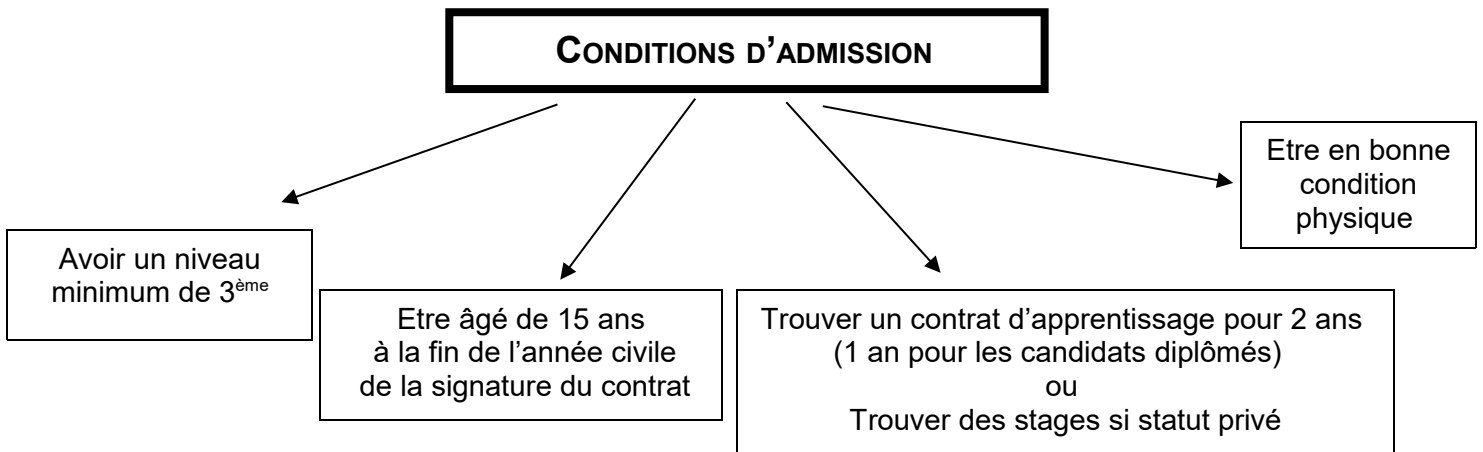 CONDITIONS D’ADMISSION
Avoir un niveau
minimum de 3ème
Etre âgé de 15 ans
à la fin de l’année civile
de la signature du contrat
Trouver un contrat d’apprentissage pour 2 ans
(1 an pour les candidats diplômés)
ou
Trouver des stages si statut privé
Etre en bonne
condition
physique